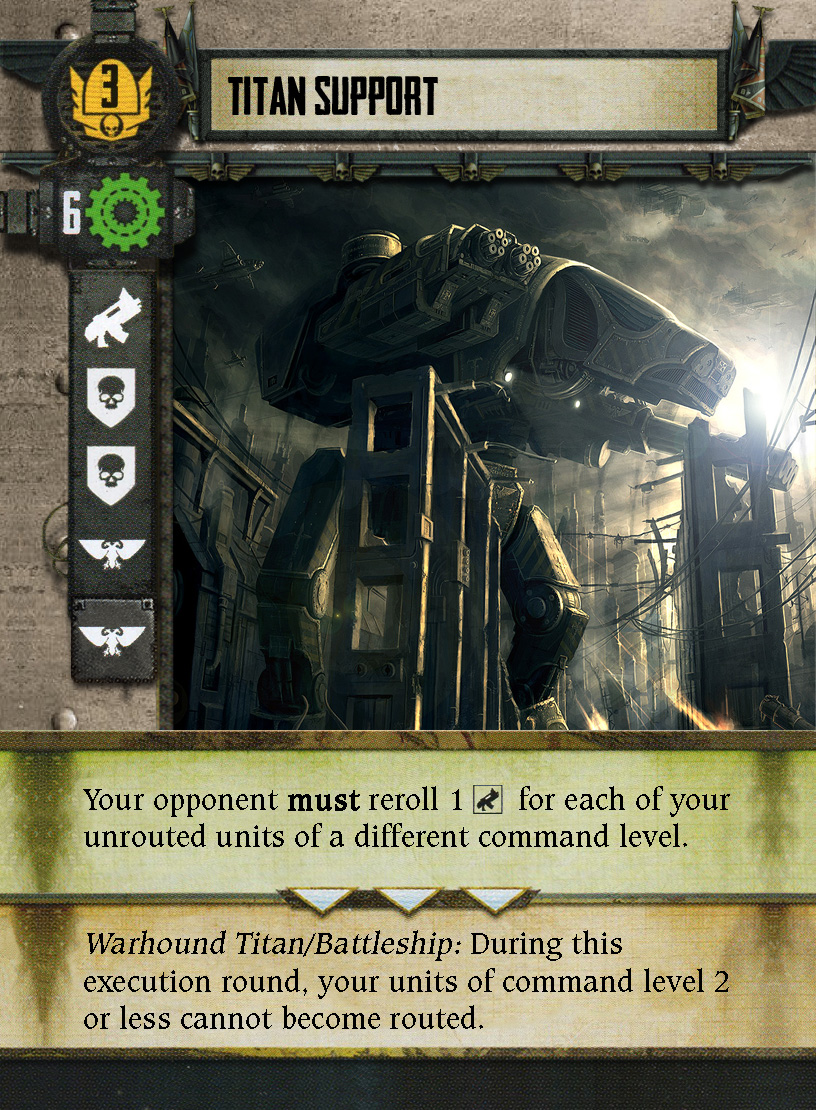 3
TITAN SUPPORT
6
Your opponent must reroll 1 for each of your
unrouted units of a different command level.
Warhound Titan/Battleship: During this
execution round, your units of command level 2
or less cannot become routed.